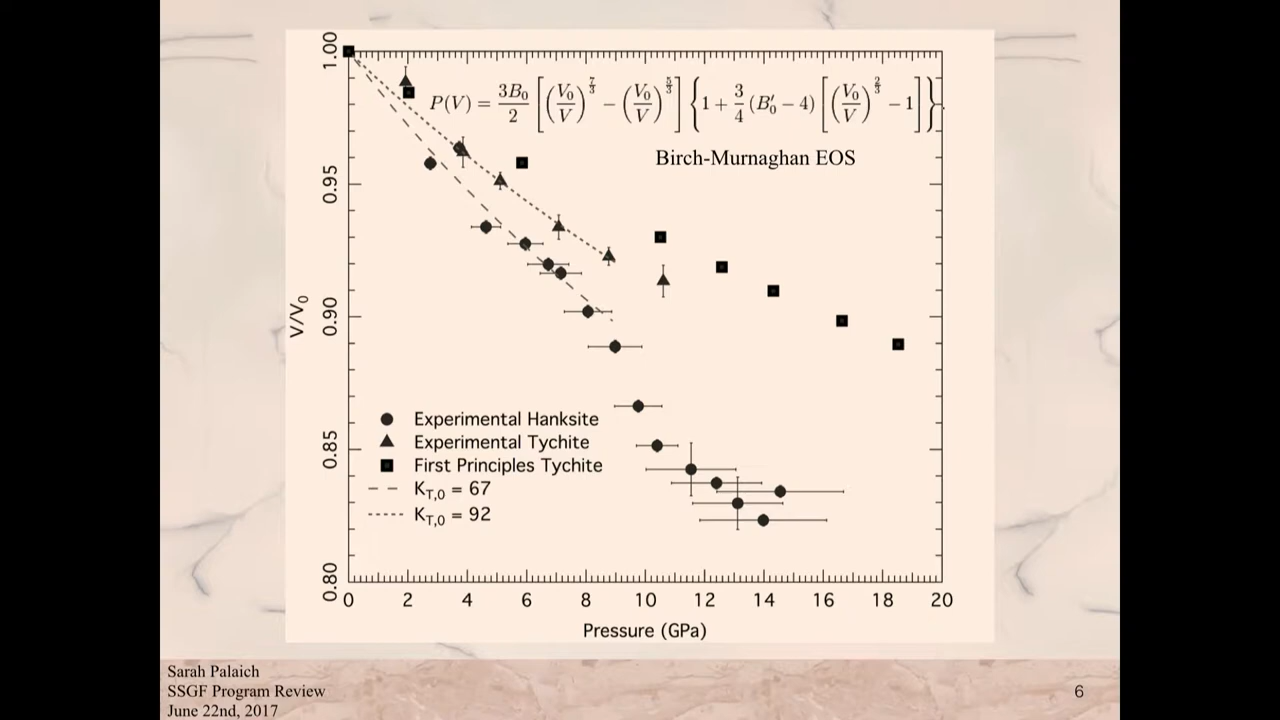 P(V) = 3B₀/2 [(V₀/V)^(7/3) − (V₀/V)^(5/3)] {1 + 3/4 (B′₀ − 4) [(V₀/V)^(2/3) − 1]}.
Birch-Murnaghan EOS
V/V₀
1.00
0.95
0.90
0.85
0.80
Experimental Hanksite
Experimental Tychite
First Principles Tychite
K_T,0 = 67
K_T,0 = 92
0 2 4 6 8 10 12 14 16 18 20
Pressure (GPa)
Sarah Palaich
SSGF Program Review
June 22nd, 2017
6